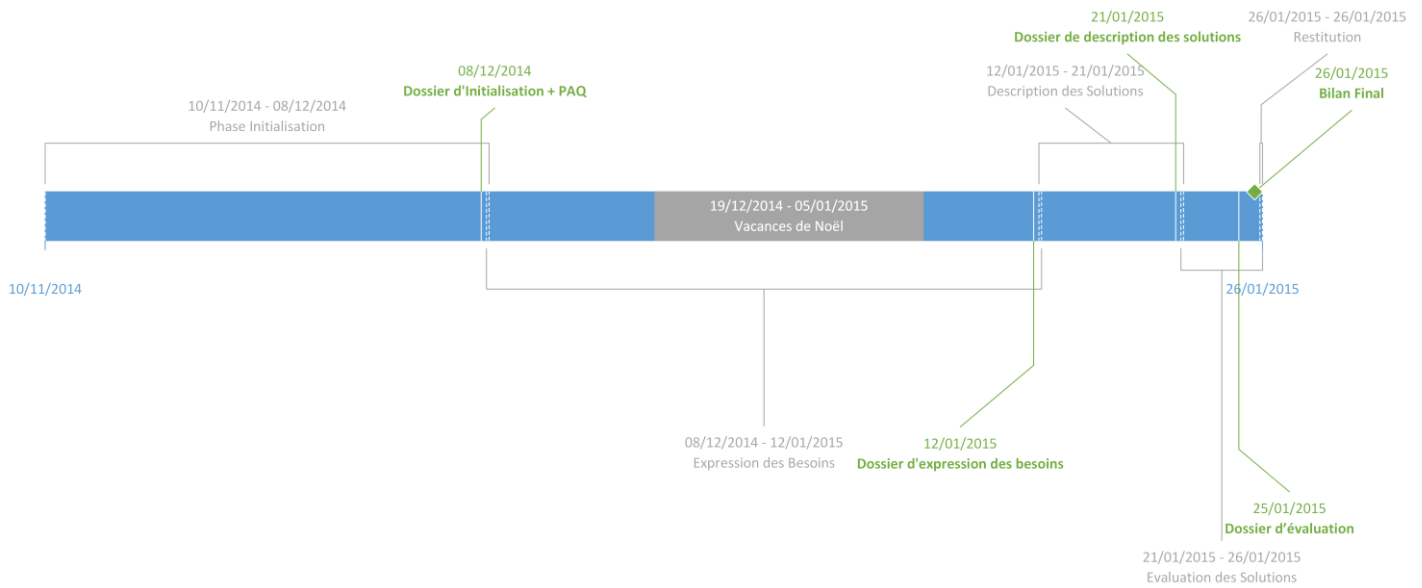 21/01/2015
Dossier de description des solutions
26/01/2015 - 26/01/2015
Restitution
08/12/2014
Dossier d'Initialisation + PAQ
12/01/2015 - 21/01/2015
Description des Solutions
26/01/2015
Bilan Final
10/11/2014 - 08/12/2014
Phase Initialisation
19/12/2014 - 05/01/2015
Vacances de Noël
10/11/2014
26/01/2015
08/12/2014 - 12/01/2015
Expression des Besoins
12/01/2015
Dossier d'expression des besoins
25/01/2015
Dossier d’évaluation
21/01/2015 - 26/01/2015
Evaluation des Solutions